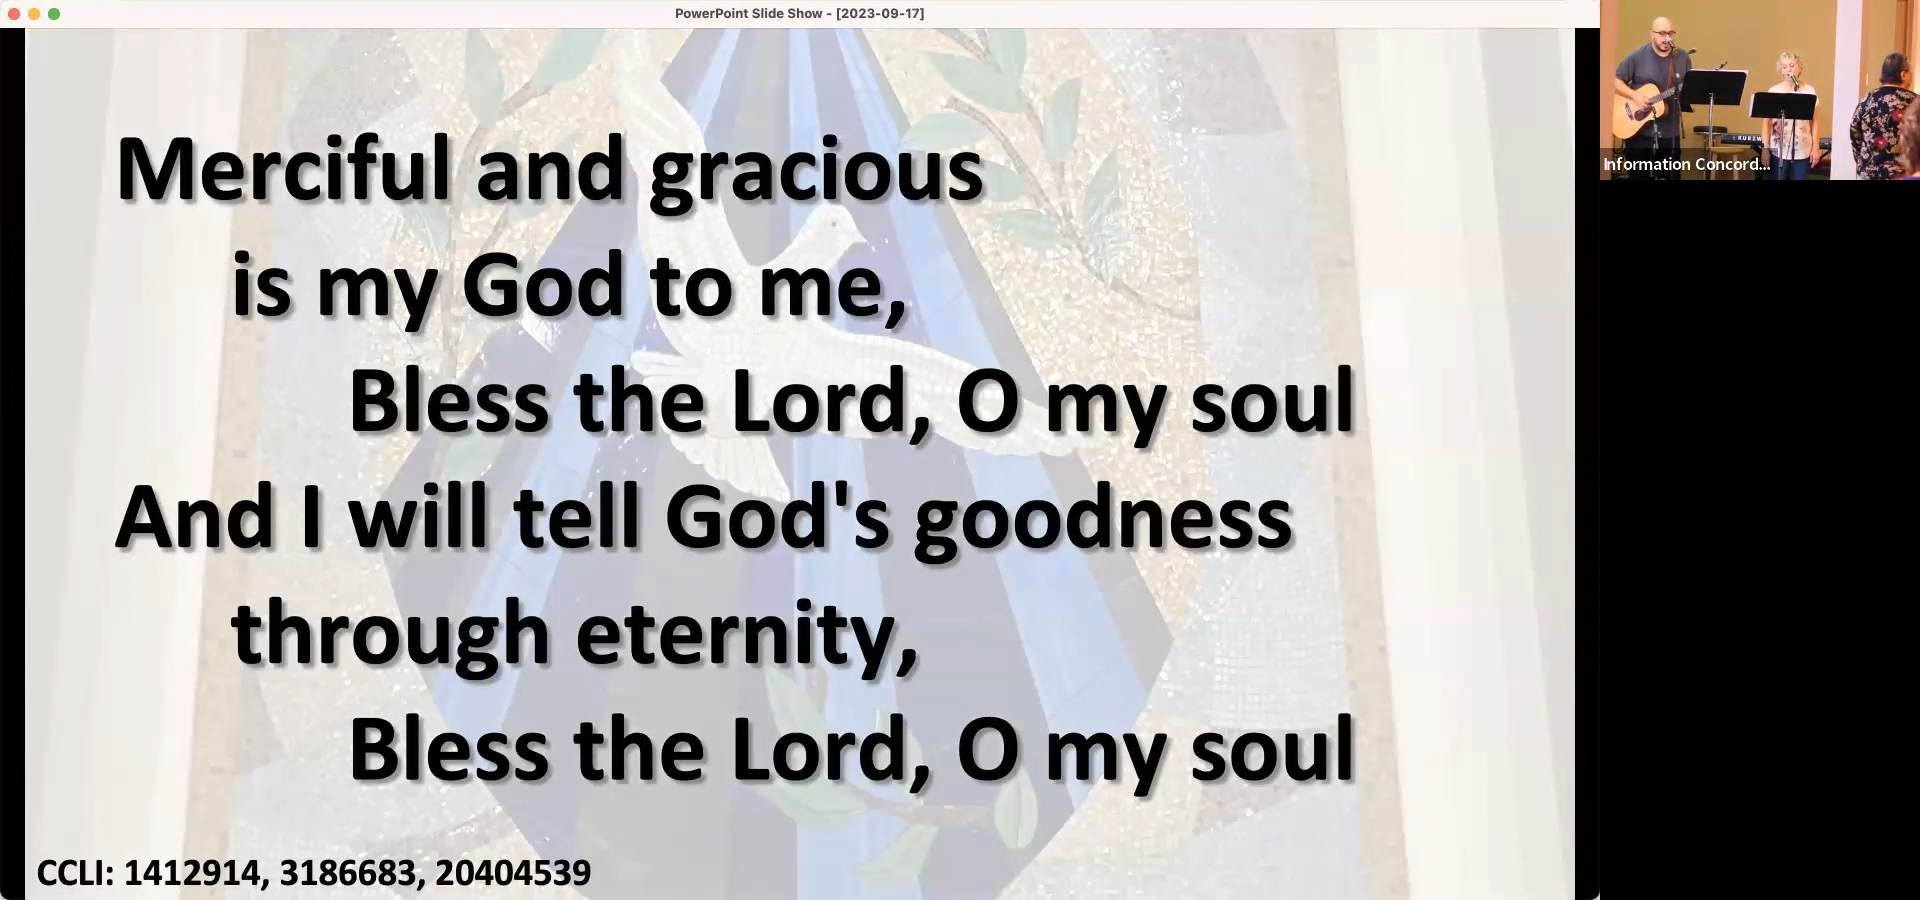 PowerPoint Slide Show - [2023-09-17]
Merciful and gracious
is my God to me,
Bless the Lord, O my soul
And I will tell God's goodness
through eternity,
Bless the Lord, O my soul
CCLI: 1412914, 3186683, 20404539
KURZW
Information Concord...